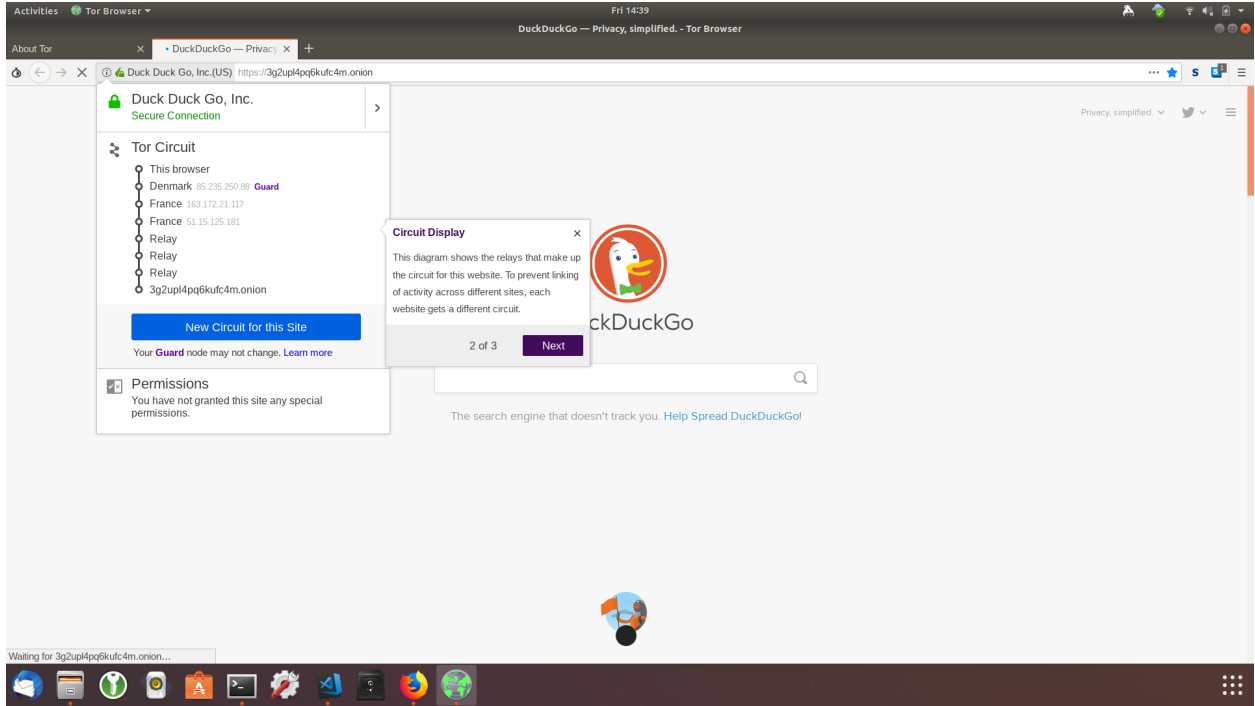 Activities Tor Browser Fri 14:39
DuckDuckGo — Privacy, simplified. - Tor Browser
About Tor
• DuckDuckGo — Privacy
Duck Duck Go, Inc.(US) https://3g2upl4pq6kufc4m.onion
S
S 1
Duck Duck Go, Inc.
Secure Connection
Privacy, simplified.
Tor Circuit
This browser
Denmark 85.235.250.88 Guard
France 163.172.21.117
France 51.15.125.181
Relay
Relay
Relay
3g2upl4pq6kufc4m.onion
New Circuit for this Site
Your Guard node may not change. Learn more
Permissions
You have not granted this site any special
permissions.
Circuit Display
This diagram shows the relays that make up
the circuit for this website. To prevent linking
of activity across different sites, each
website gets a different circuit.
2 of 3 Next
ckDuckGo
The search engine that doesn't track you. Help Spread DuckDuckGo!
Waiting for 3g2upl4pq6kufc4m.onion…